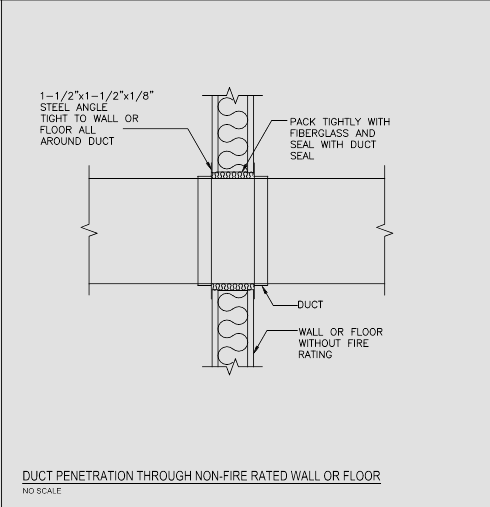 1-1/2"x1-1/2"x1/8"
STEEL ANGLE
TIGHT TO WALL OR
FLOOR ALL
AROUND DUCT
PACK TIGHTLY WITH
FIBERGLASS AND
SEAL WITH DUCT
SEAL
DUCT
WALL OR FLOOR
WITHOUT FIRE
RATING
DUCT PENETRATION THROUGH NON-FIRE RATED WALL OR FLOOR
NO SCALE